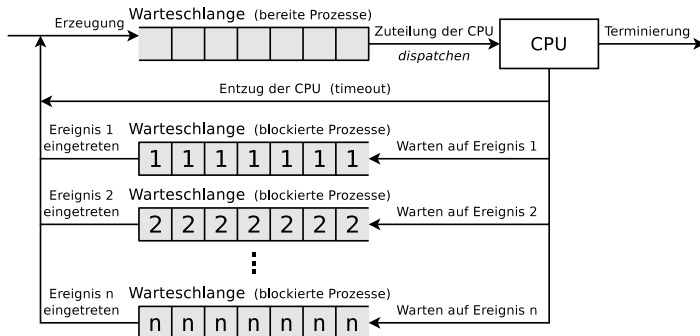 Erzeugung
Warteschlange (bereite Prozesse)
Zuteilung der CPU
dispatchen
CPU
Terminierung
Entzug der CPU (timeout)
Ereignis 1
eingetreten
Warteschlange (blockierte Prozesse)
1 1 1 1 1 1 1
Warten auf Ereignis 1
Ereignis 2
eingetreten
Warteschlange (blockierte Prozesse)
2 2 2 2 2 2 2
Warten auf Ereignis 2
Ereignis n
eingetreten
Warteschlange (blockierte Prozesse)
n n n n n n n
Warten auf Ereignis n